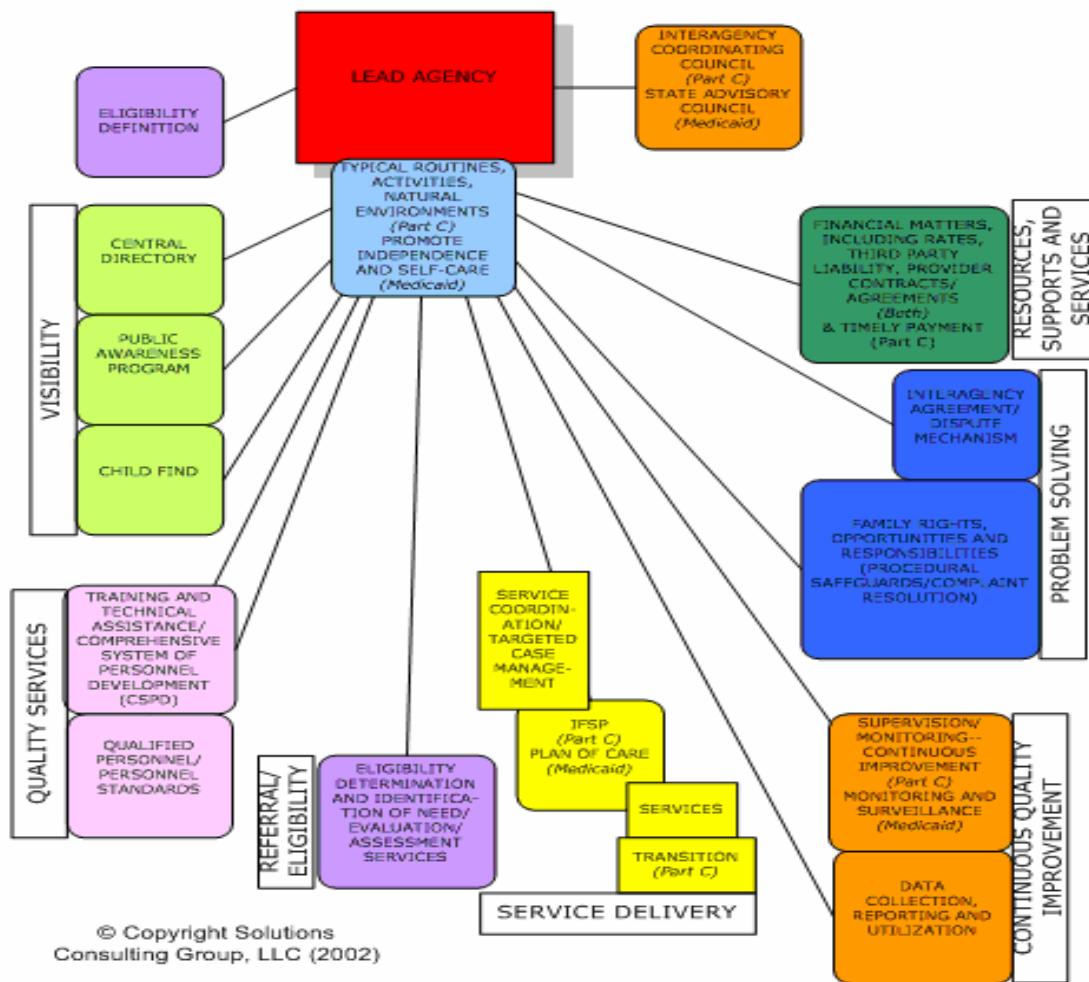 LEAD AGENCY
INTERAGENCY
COORDINATING
COUNCIL
(Part C)
STATE ADVISORY
COUNCIL
(Medicaid)
ELIGIBILITY
DEFINITION
TYPICAL ROUTINES,
ACTIVITIES,
NATURAL
ENVIRONMENTS
(Part C)
PROMOTE
INDEPENDENCE
AND SELF-CARE
(Medicaid)
VISIBILITY
CENTRAL
DIRECTORY
PUBLIC
AWARENESS
PROGRAM
CHILD FIND
FINANCIAL MATTERS,
INCLUDING RATES,
THIRD PARTY
LIABILITY, PROVIDER
CONTRACTS/
AGREEMENTS
(Both)
& TIMELY PAYMENT
(Part C)
RESOURCES,
SUPPORTS AND
SERVICES
INTERAGENCY
AGREEMENT/
DISPUTE
MECHANISM
FAMILY RIGHTS,
OPPORTUNITIES AND
RESPONSIBILITIES
(PROCEDURAL
SAFEGUARDS/COMPLAINT
RESOLUTION)
PROBLEM SOLVING
QUALITY SERVICES
TRAINING AND
TECHNICAL
ASSISTANCE/
COMPREHENSIVE
SYSTEM OF
PERSONNEL
DEVELOPMENT
(CSPD)
QUALIFIED
PERSONNEL/
PERSONNEL
STANDARDS
REFERRAL/
ELIGIBILITY
ELIGIBILITY
DETERMINATION
AND IDENTIFICA-
TION OF NEED/
EVALUATION/
ASSESSMENT
SERVICES
SERVICE
COORDIN-
ATION/
TARGETED
CASE
MANAGE-
MENT
IFSP
(Part C)
PLAN OF CARE
(Medicaid)
SERVICES
TRANSITION
(Part C)
SERVICE DELIVERY
SUPERVISION/
MONITORING--
CONTINUOUS
IMPROVEMENT
(Part C)
MONITORING AND
SURVEILLANCE
(Medicaid)
DATA
COLLECTION,
REPORTING AND
UTILIZATION
CONTINUOUS QUALITY
IMPROVEMENT
© Copyright Solutions
Consulting Group, LLC (2002)